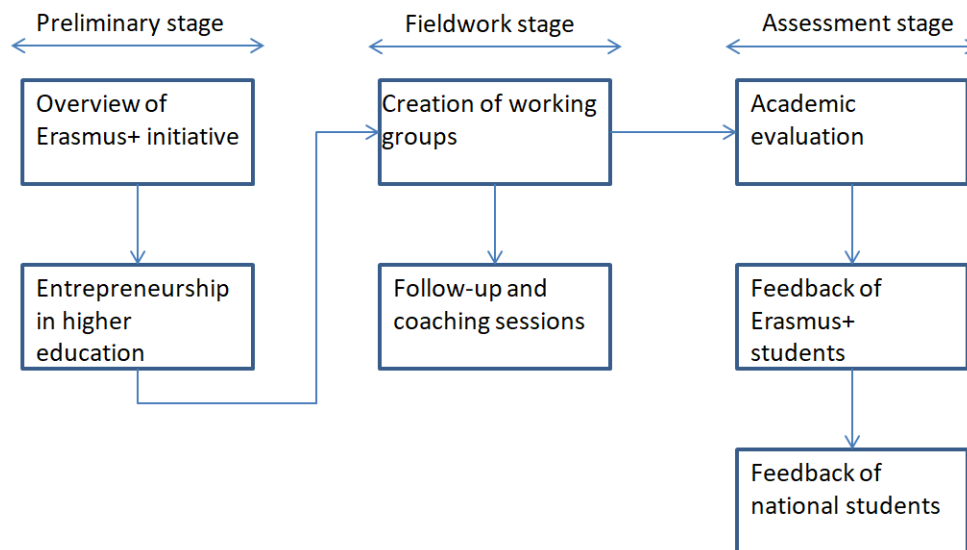 Preliminary stage
Fieldwork stage
Assessment stage
Overview of
Erasmus+ initiative
Entrepreneurship
in higher
education
Creation of working
groups
Follow-up and
coaching sessions
Academic
evaluation
Feedback of
Erasmus+
students
Feedback of
national students